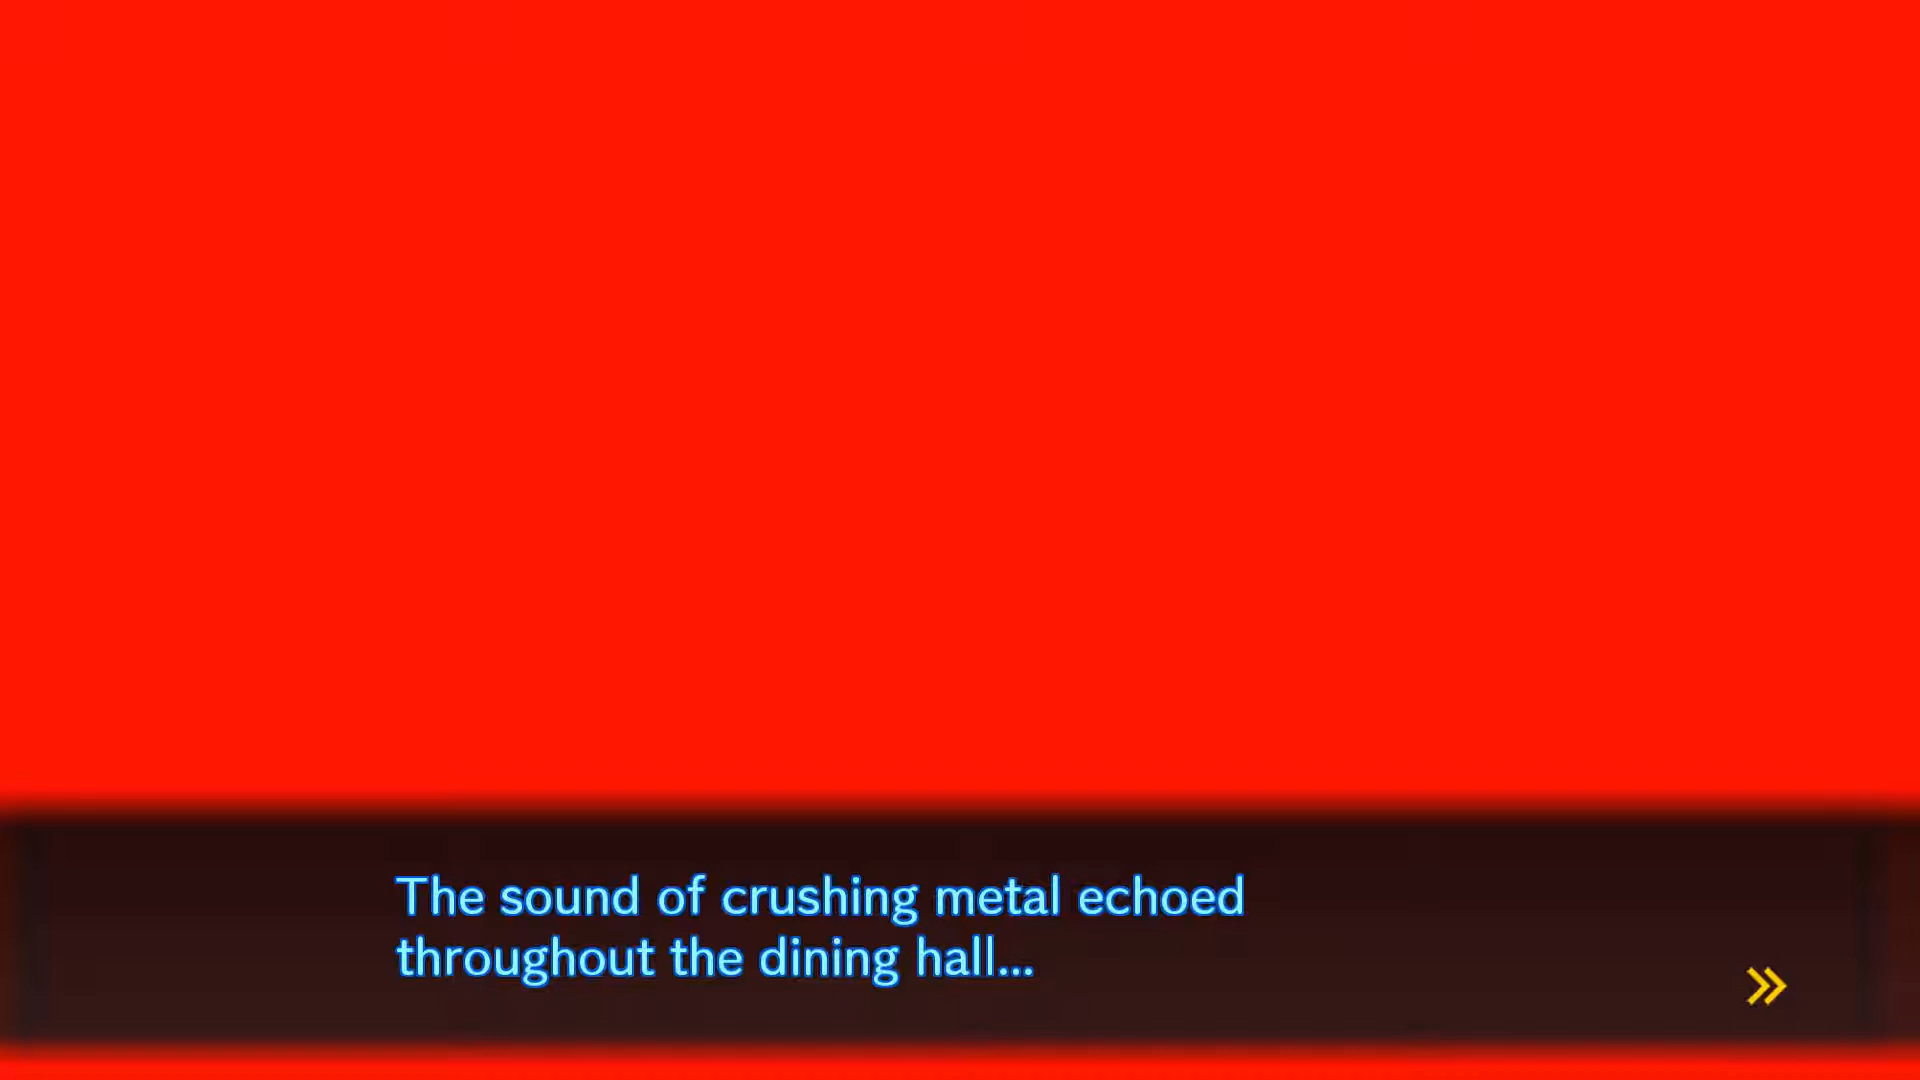 The sound of crushing metal echoed
throughout the dining hall...